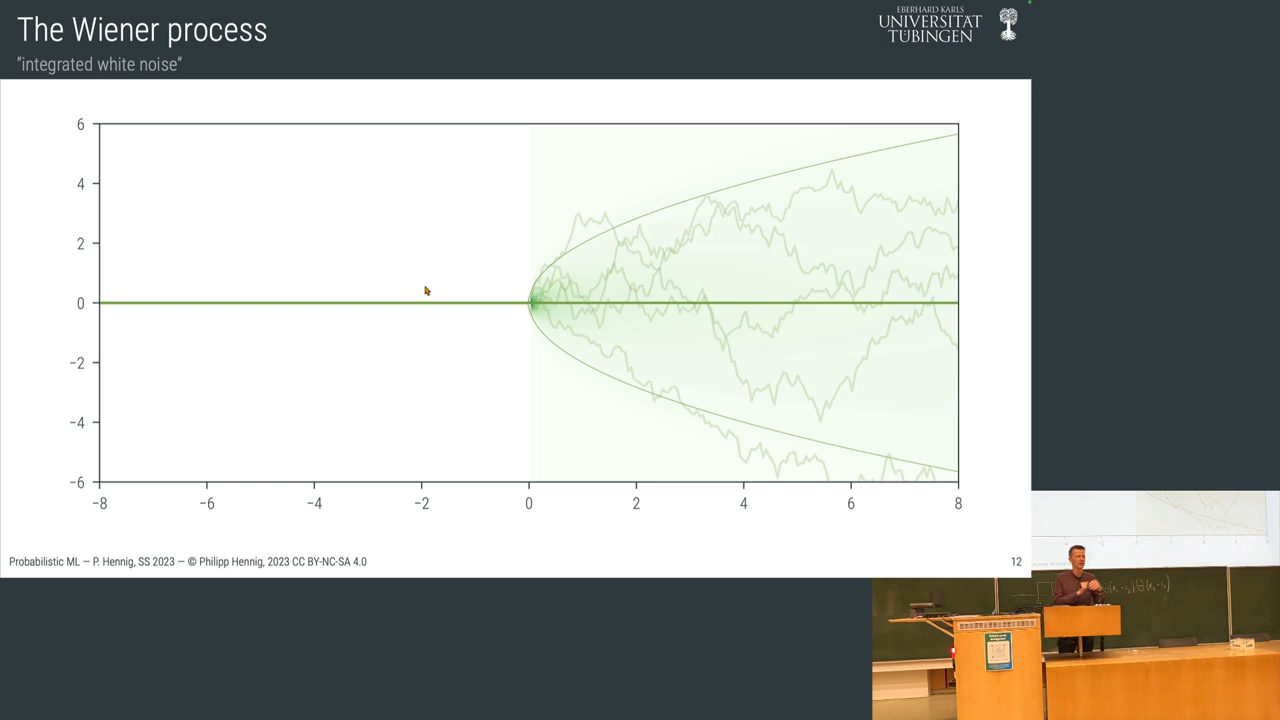 The Wiener process
"integrated white noise"
EBERHARD KARLS
UNIVERSITÄT
TÜBINGEN
6
4
2
0
−2
−4
−6
−8
−6
−4
−2
0
2
4
6
8
Probabilistic ML — P. Hennig, SS 2023 — © Philipp Hennig, 2023 CC BY-NC-SA 4.0
12